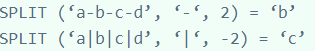 SPLIT (‘a-b-c-d’, ‘-‘, 2) = ‘b’
SPLIT (‘a|b|c|d’, ‘|‘, -2) = ‘c’